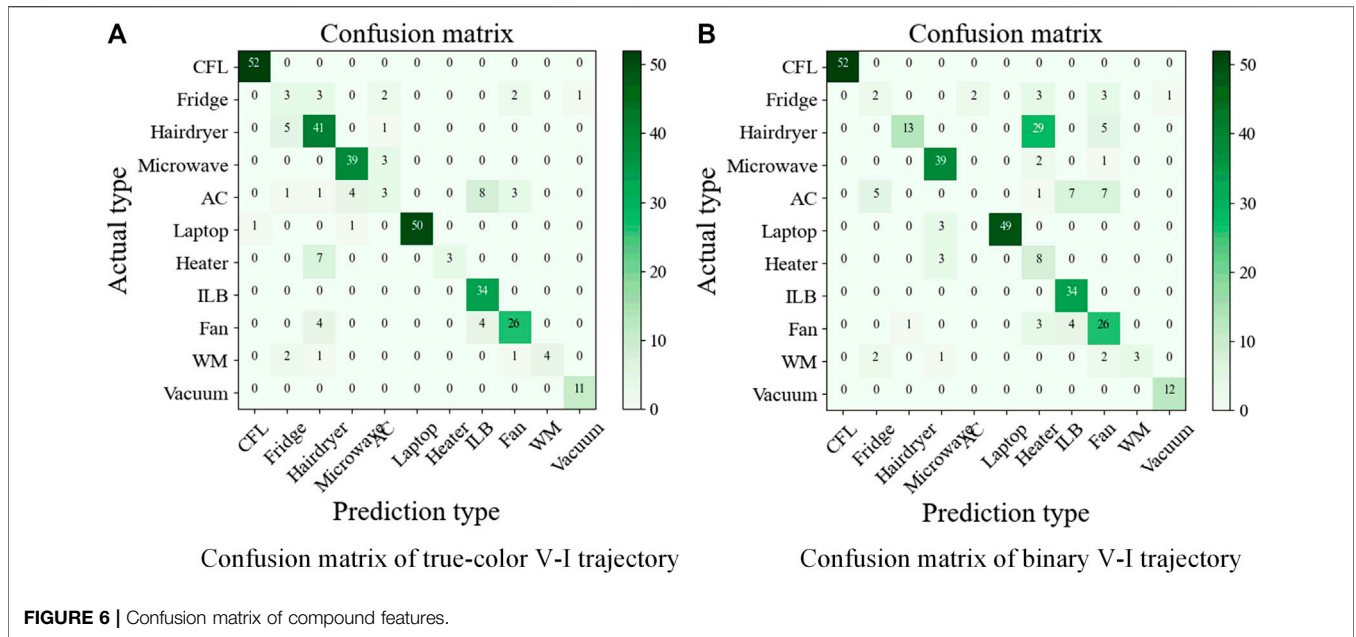 A
Confusion matrix
CFL 52 0 0 0 0 0 0 0 0 0 0
Fridge 0 3 3 0 2 0 0 0 2 0 1
Hairdryer 0 5 41 0 1 0 0 0 0 0 0
Microwave 0 0 0 39 3 0 0 0 0 0 0
AC 0 1 1 4 3 0 0 8 3 0 0
Laptop 1 0 0 1 0 50 0 0 0 0 0
Heater 0 0 7 0 0 0 3 0 0 0 0
ILB 0 0 0 0 0 0 0 34 0 0 0
Fan 0 0 4 0 0 0 0 4 26 0 0
WM 0 2 1 0 0 0 0 0 1 4 0
Vacuum 0 0 0 0 0 0 0 0 0 0 11
Actual type
CFL Fridge Hairdryer Microwave AC Laptop Heater ILB Fan WM Vacuum
Prediction type
50
40
30
20
10
0
Confusion matrix of true-color V-I trajectory
B
Confusion matrix
CFL 52 0 0 0 0 0 0 0 0 0 0
Fridge 0 2 0 0 2 0 3 0 3 0 1
Hairdryer 0 0 13 0 0 0 29 0 5 0 0
Microwave 0 0 0 39 0 0 2 0 1 0 0
AC 0 5 0 0 0 0 1 7 7 0 0
Laptop 0 0 0 3 0 49 0 0 0 0 0
Heater 0 0 0 3 0 0 8 0 0 0 0
ILB 0 0 0 0 0 0 0 34 0 0 0
Fan 0 0 1 0 0 0 3 4 26 0 0
WM 0 2 0 1 0 0 0 0 2 3 0
Vacuum 0 0 0 0 0 0 0 0 0 0 12
Actual type
CFL Fridge Hairdryer Microwave AC Laptop Heater ILB Fan WM Vacuum
Prediction type
50
40
30
20
10
0
Confusion matrix of binary V-I trajectory
FIGURE 6 | Confusion matrix of compound features.